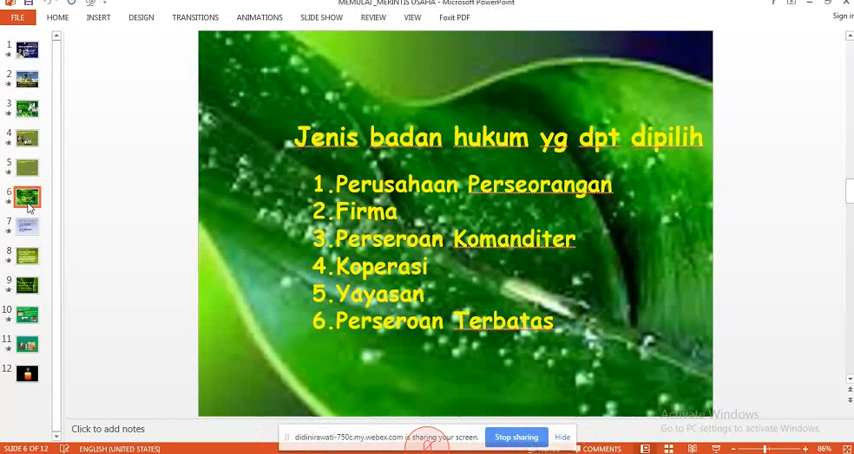 MEMULAI_MERINTIS USAHA - Microsoft PowerPoint
FILE HOME INSERT DESIGN TRANSITIONS ANIMATIONS SLIDE SHOW REVIEW VIEW Foxit PDF Sign in
1
2
3
4
5
6
7
8
9
10
11
12
Jenis badan hukum yg dpt dipilih
1.Perusahaan Perseorangan
2.Firma
3.Perseroan Komanditer
4.Koperasi
5.Yayasan
6.Perseroan Terbatas
Activate Windows
Go to PC settings to activate Windows.
Click to add notes
didinirawati-750c.my.webex.com is sharing your screen. Stop sharing Hide
SLIDE 6 OF 12 ENGLISH (UNITED STATES) COMMENTS 86%